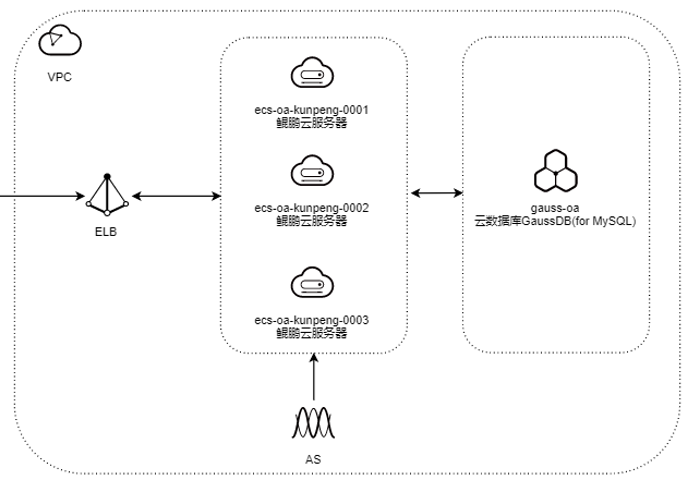 VPC
ecs-oa-kunpeng-0001
鲲鹏云服务器
ecs-oa-kunpeng-0002
鲲鹏云服务器
ELB
gauss-oa
云数据库GaussDB(for MySQL)
ecs-oa-kunpeng-0003
鲲鹏云服务器
AS